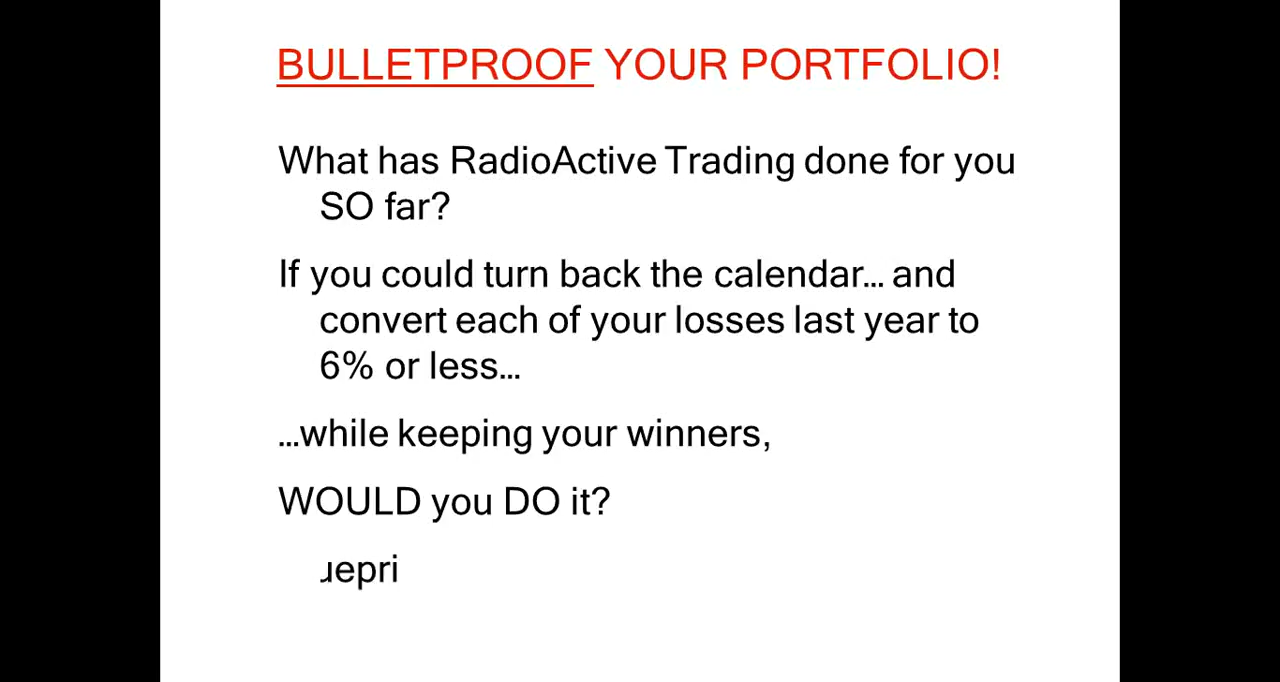 BULLETPROOF YOUR PORTFOLIO!
What has RadioActive Trading done for you
SO far?
If you could turn back the calendar... and
convert each of your losses last year to
6% or less...
...while keeping your winners,
WOULD you DO it?